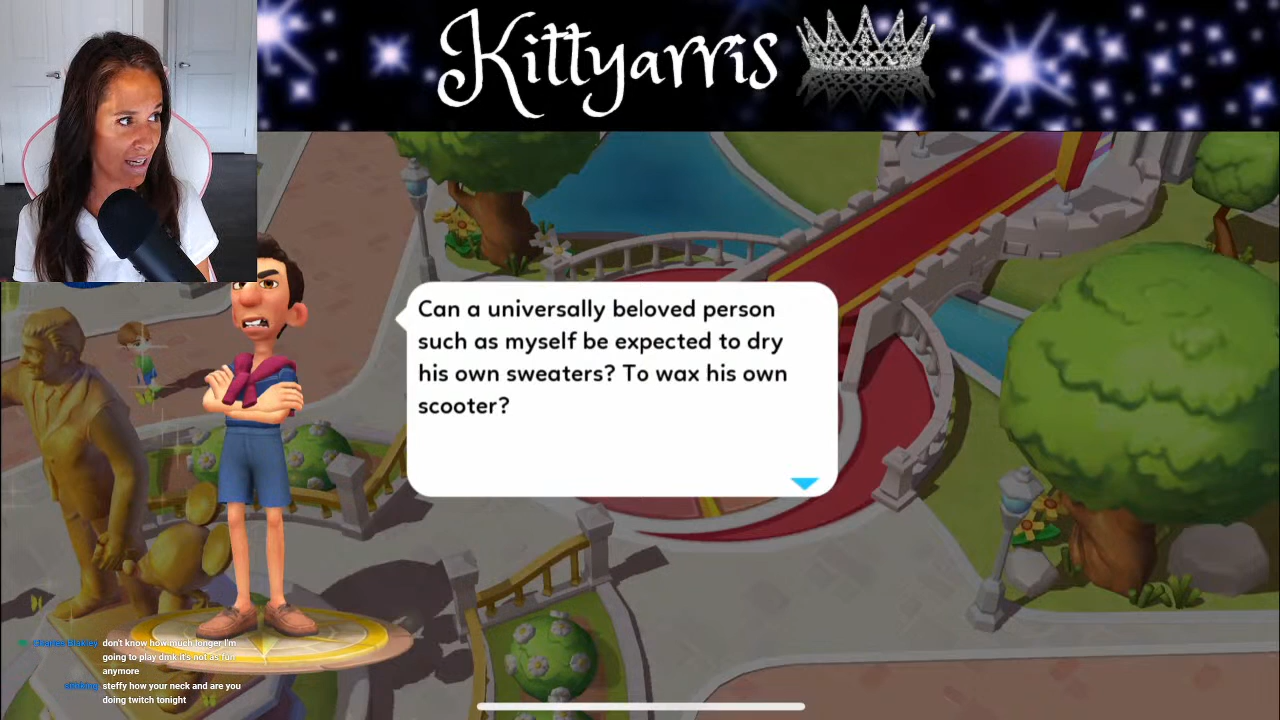 Kittyarris
Can a universally beloved person
such as myself be expected to dry
his own sweaters? To wax his own
scooter?
don't know how much longer I'm
going to play dmk it's not as fun
anymore
steffy how your neck and are you
doing twitch tonight